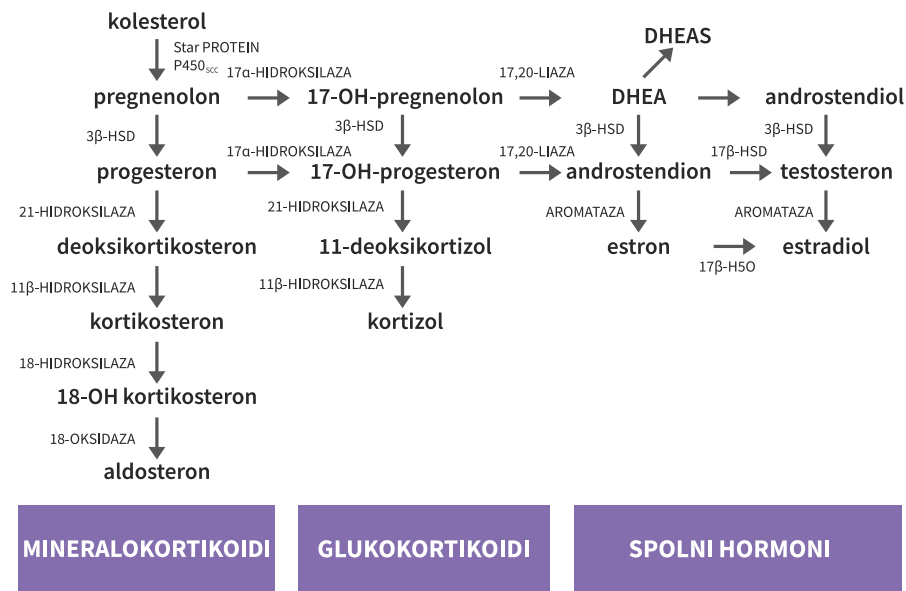 kolesterol
DHEAS
Star PROTEIN
P450scc
17α-HIDROKSILAZA
17,20-LIAZA
pregnenolon
17-OH-pregnenolon
DHEA
androstendiol
3β-HSD
3β-HSD
3β-HSD
3β-HSD
17α-HIDROKSILAZA
17,20-LIAZA
17β-HSD
progesteron
17-OH-progesteron
androstendion
testosteron
21-HIDROKSILAZA
21-HIDROKSILAZA
AROMATAZA
AROMATAZA
deoksikortikosteron
11-deoksikortizol
estron
estradiol
17β-H5O
11β-HIDROKSILAZA
11β-HIDROKSILAZA
kortikosteron
kortizol
18-HIDROKSILAZA
18-OH kortikosteron
18-OKSIDAZA
aldosteron
MINERALOKORTIKOIDI
GLUKOKORTIKOIDI
SPOLNI HORMONI